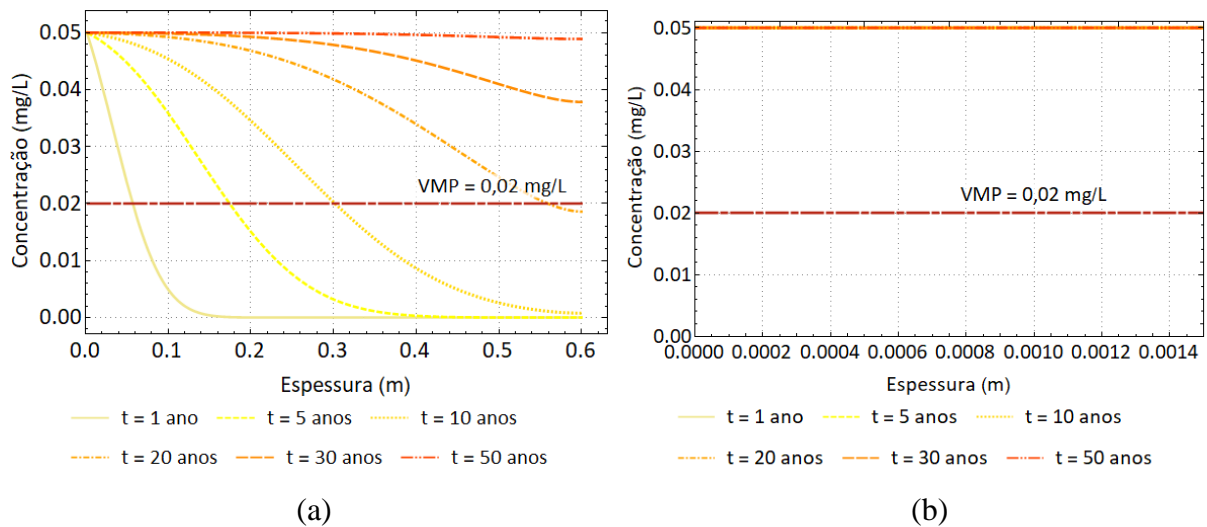 0.05
0.04
0.03
0.02
0.01
0.00
Concentração (mg/L)
VMP = 0,02 mg/L
0.0 0.1 0.2 0.3 0.4 0.5 0.6
Espessura (m)
t = 1 ano t = 5 anos t = 10 anos
t = 20 anos t = 30 anos t = 50 anos
(a)
0.05
0.04
0.03
0.02
0.01
0.00
Concentração (mg/L)
VMP = 0,02 mg/L
0.0000 0.0002 0.0004 0.0006 0.0008 0.0010 0.0012 0.0014
Espessura (m)
t = 1 ano t = 5 anos t = 10 anos
t = 20 anos t = 30 anos t = 50 anos
(b)